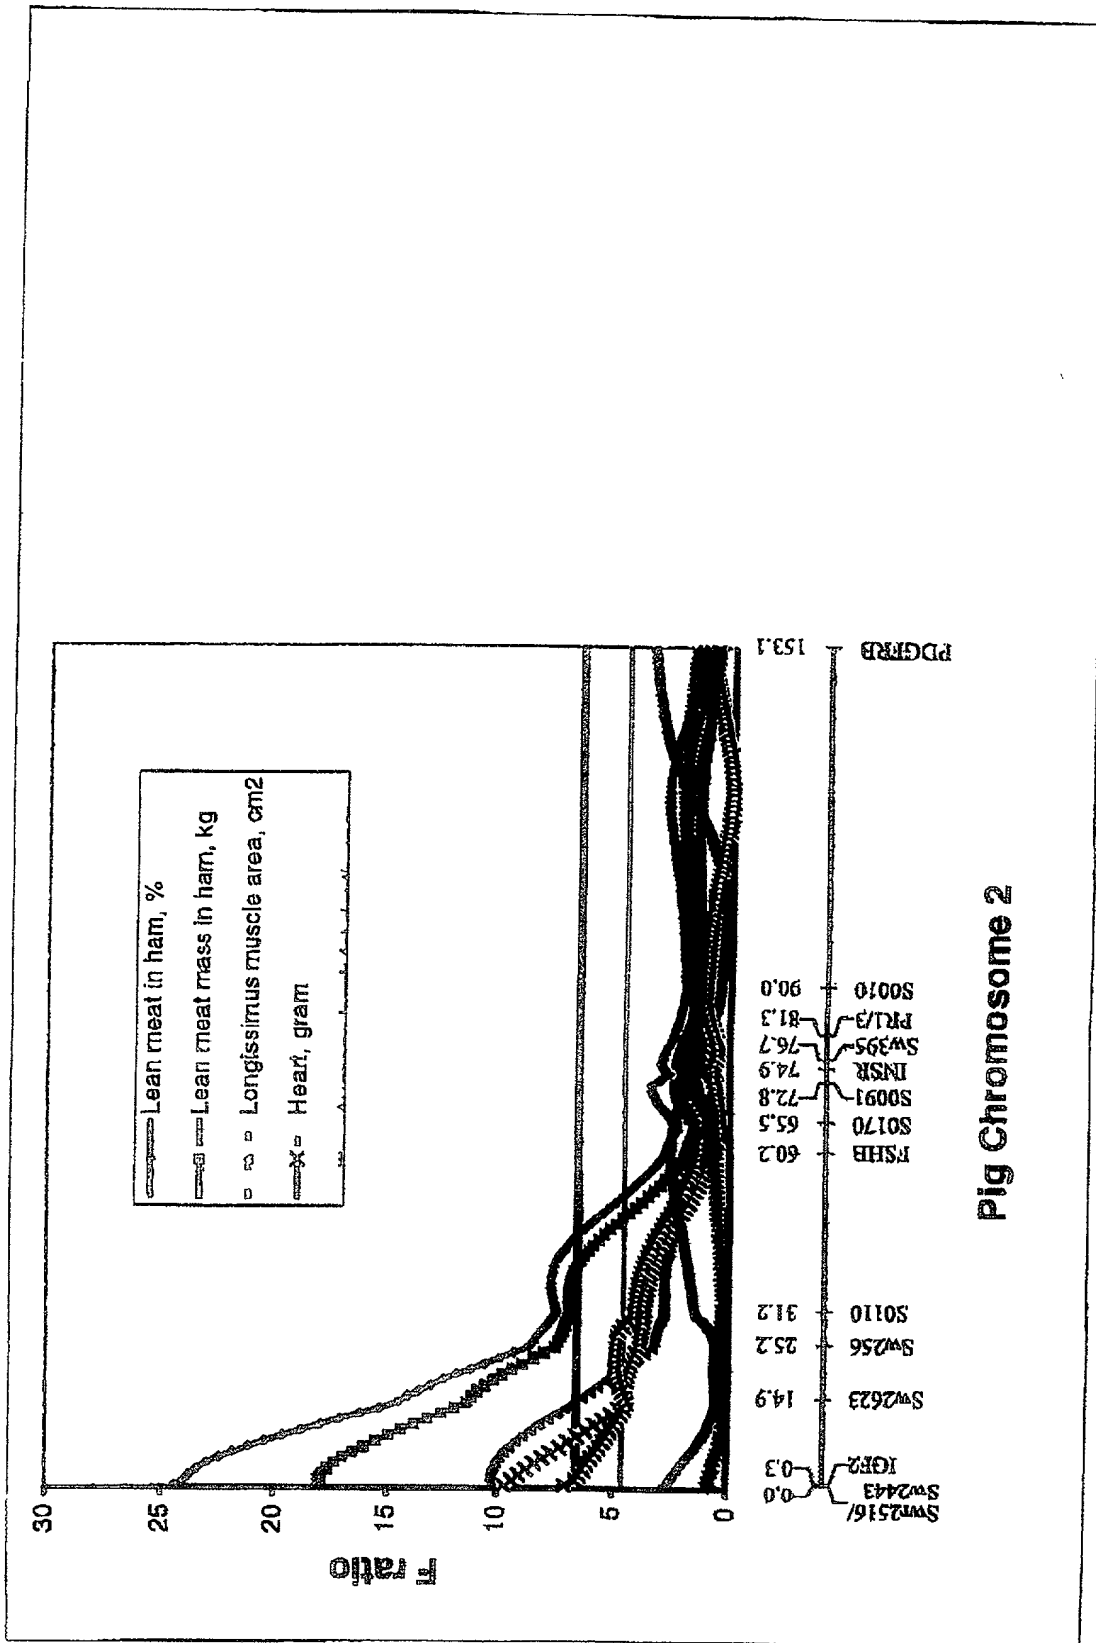 F ratio
30
25
20
15
10
5
0
Lean meat in ham, %
Lean meat mass in ham, kg
Longissimus muscle area, cm2
Heart, gram
0,0
0.3
14.9
25.2
31.2
60.2
65.5
72.8
74.9
76.7
81.3
90.0
153.1
Swr2516/
Sw2443
IGF2
Sw2623
Sw256
S0110
FSHB
S0170
S0091
INSR
Sw395
PR1/3
S0010
PDGFRB
Pig Chromosome 2